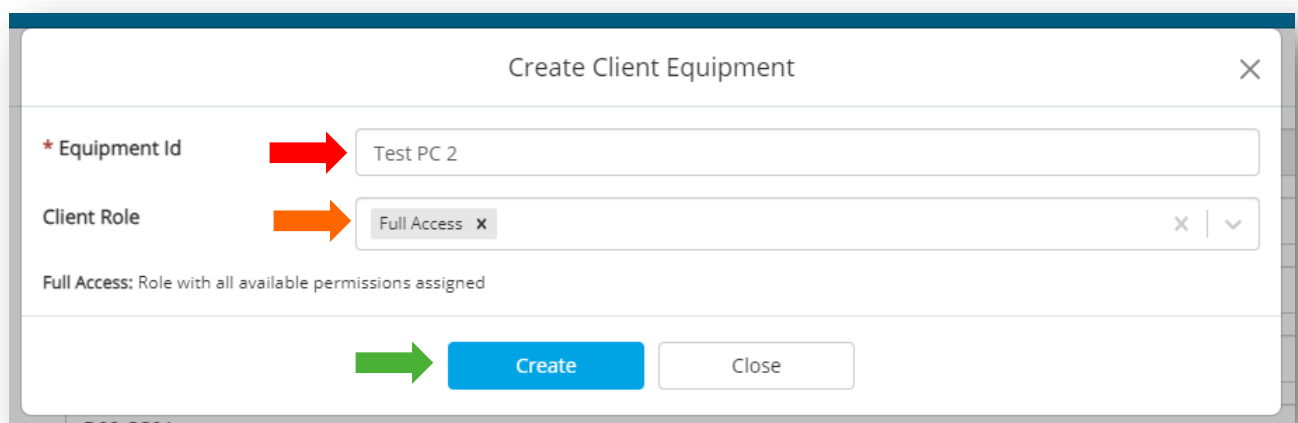 Create Client Equipment
* Equipment Id
Test PC 2
Client Role
Full Access x
Full Access: Role with all available permissions assigned
Create Close